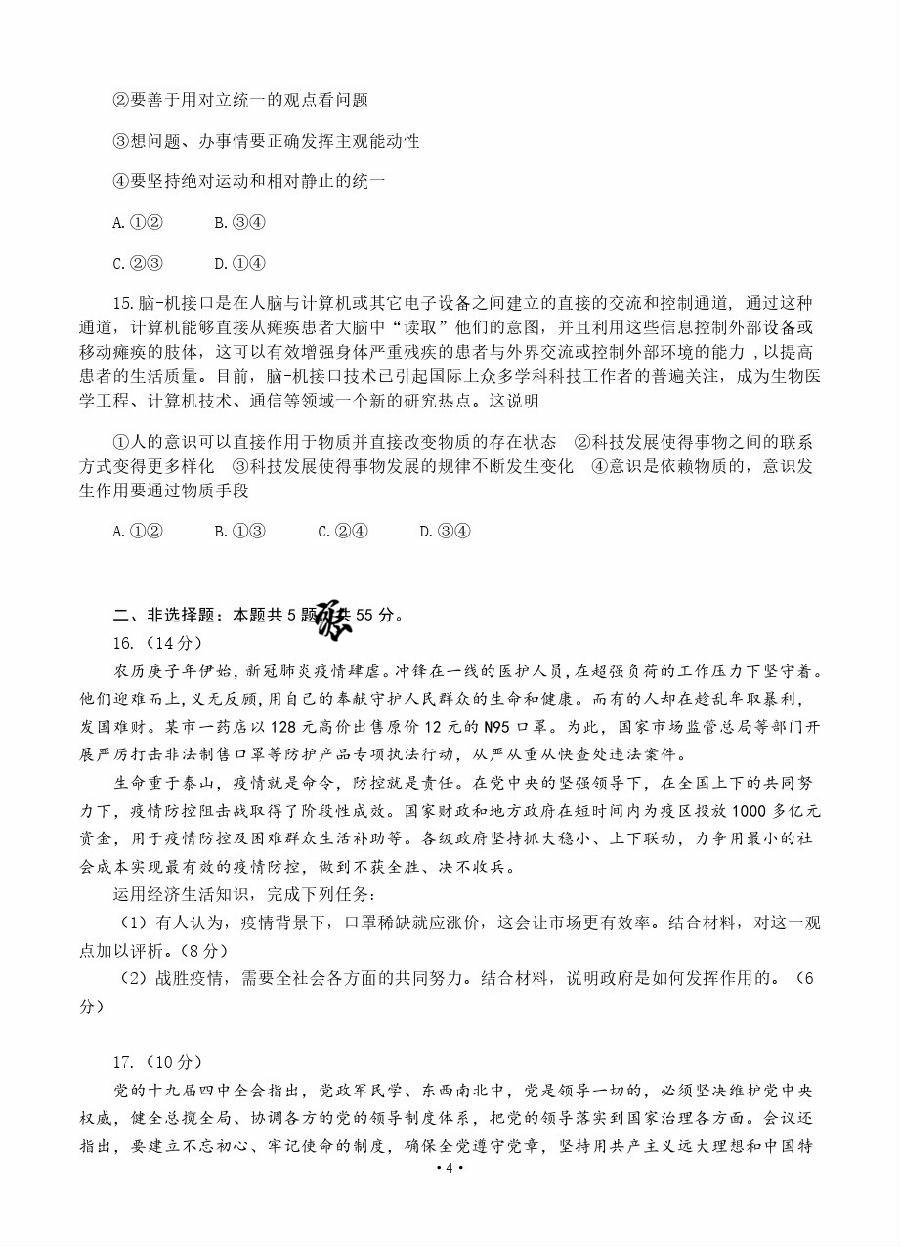 ②要善于用对立统一的观点看问题
③想问题、办事情要正确发挥主观能动性
④要坚持绝对运动和相对静止的统一
A.①② B.③④
C.②③ D.①④
15.脑-机接口是在人脑与计算机或其它电子设备之间建立的直接的交流和控制通道，通过这种
通道，计算机能够直接从瘫痪患者大脑中“读取”他们的意图，并且利用这些信息控制外部设备或
移动瘫痪的肢体，这可以有效增强身体严重残疾的患者与外界交流或控制外部环境的能力，以提高
患者的生活质量。目前，脑-机接口技术已引起国际上众多学科科技工作者的普遍关注，成为生物医
学工程、计算机技术、通信等领域一个新的研究热点。这说明
①人的意识可以直接作用于物质并直接改变物质的存在状态 ②科技发展使得事物之间的联系
方式变得更多样化 ③科技发展使得事物发展的规律不断发生变化 ④意识是依赖物质的，意识发
生作用要通过物质手段
A.①② B.①③ C.②④ D.③④
二、非选择题：本题共 5 题，共 55 分。
16.（14 分）
农历庚子年伊始，新冠肺炎疫情肆虐。冲锋在一线的医护人员，在超强负荷的工作压力下坚守着。
他们迎难而上，义无反顾，用自己的奉献守护人民群众的生命和健康。而有的人却在趁乱牟取暴利，
发国难财。某市一药店以 128 元高价出售原价 12 元的 N95 口罩。为此，国家市场监管总局等部门开
展严厉打击非法制售口罩等防护产品专项执法行动，从严从重从快查处违法案件。
生命重于泰山，疫情就是命令，防控就是责任。在党中央的坚强领导下，在全国上下的共同努
力下，疫情防控阻击战取得了阶段性成效。国家财政和地方政府在短时间内为疫区投放 1000 多亿元
资金，用于疫情防控及困难群众生活补助等。各级政府坚持抓大稳小、上下联动，力争用最小的社
会成本实现最有效的疫情防控，做到不获全胜、决不收兵。
运用经济生活知识，完成下列任务：
（1）有人认为，疫情背景下，口罩稀缺就应涨价，这会让市场更有效率。结合材料，对这一观
点加以评析。（8 分）
（2）战胜疫情，需要全社会各方面的共同努力。结合材料，说明政府是如何发挥作用的。（6
分）
17.（10 分）
党的十九届四中全会指出，党政军民学、东西南北中，党是领导一切的，必须坚决维护党中央
权威，健全总揽全局、协调各方的党的领导制度体系，把党的领导落实到国家治理各方面。会议还
指出，要建立不忘初心、牢记使命的制度，确保全党遵守党章，坚持用共产主义远大理想和中国特
·4·